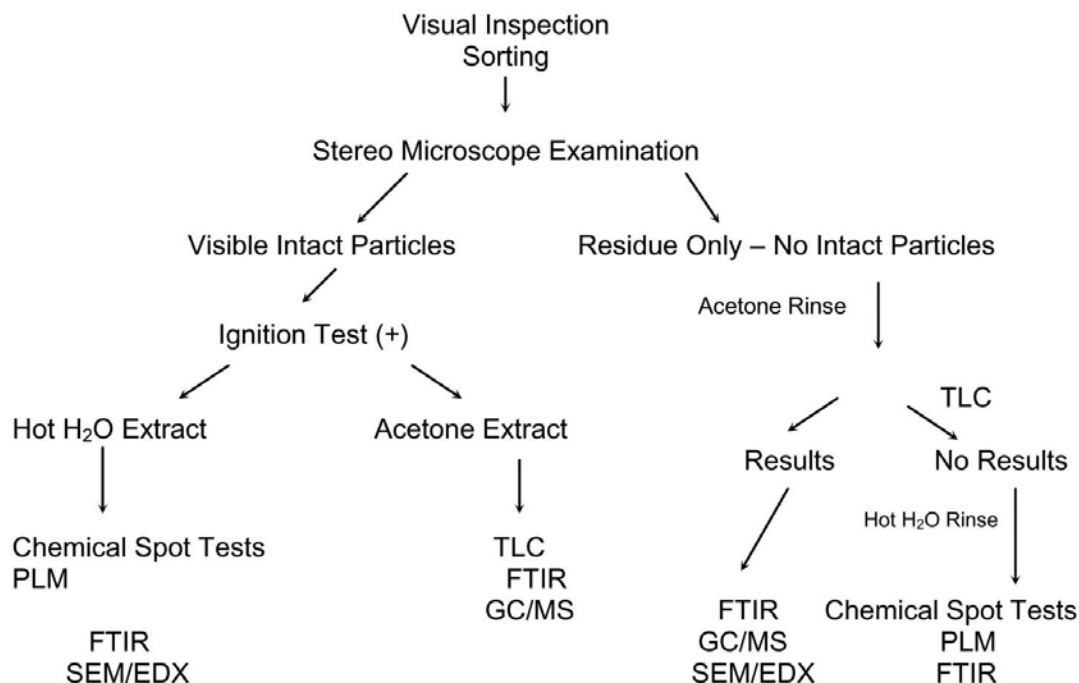 Visual Inspection
Sorting
Stereo Microscope Examination
Visible Intact Particles
Residue Only – No Intact Particles
Acetone Rinse
Ignition Test (+)
TLC
Hot H₂O Extract
Acetone Extract
Results
No Results
Hot H₂O Rinse
Chemical Spot Tests
PLM
FTIR
SEM/EDX
TLC
FTIR
GC/MS
FTIR
GC/MS
SEM/EDX
Chemical Spot Tests
PLM
FTIR